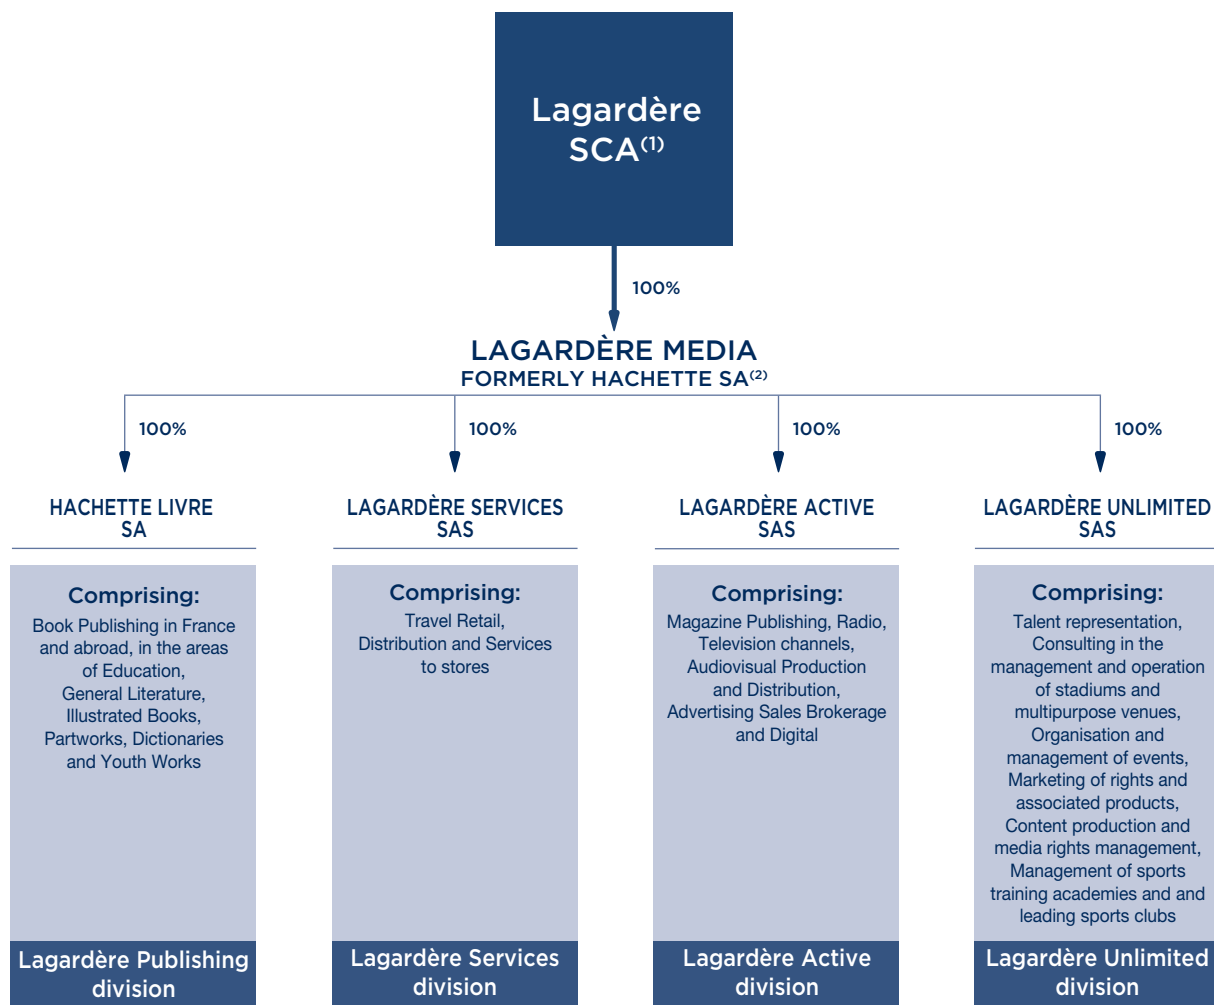 Lagardère
SCA(1)
100%
LAGARDÈRE MEDIA
FORMERLY HACHETTE SA(2)
100%
100%
100%
100%
HACHETTE LIVRE
SA
Comprising:
Book Publishing in France
and abroad, in the areas
of Education,
General Literature,
Illustrated Books,
Partworks, Dictionaries
and Youth Works
Lagardère Publishing
division
LAGARDÈRE SERVICES
SAS
Comprising:
Travel Retail,
Distribution and Services
to stores
Lagardère Services
division
LAGARDÈRE ACTIVE
SAS
Comprising:
Magazine Publishing, Radio,
Television channels,
Audiovisual Production
and Distribution,
Advertising Sales Brokerage
and Digital
Lagardère Active
division
LAGARDÈRE UNLIMITED
SAS
Comprising:
Talent representation,
Consulting in the
management and operation
of stadiums and
multipurpose venues,
Organisation and
management of events,
Marketing of rights and
associated products,
Content production and
media rights management,
Management of sports
training academies and and
leading sports clubs
Lagardère Unlimited
division